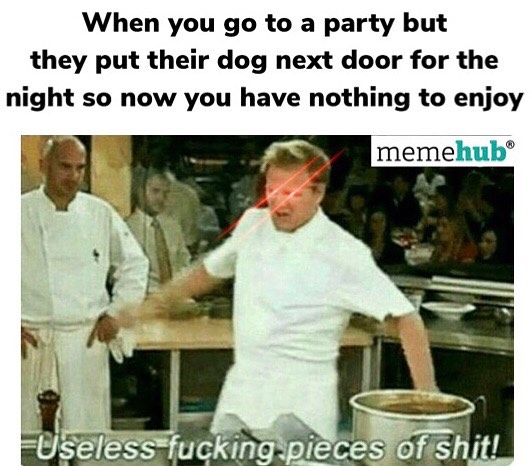 When you go to a party but
they put their dog next door for the
night so now you have nothing to enjoy
memehub®
Useless fucking pieces of shit!